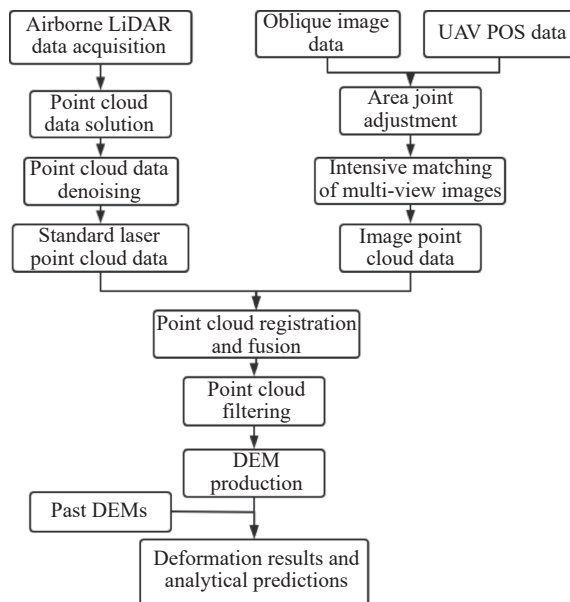 Airborne LiDAR
data acquisition
Oblique image
data
UAV POS data
Point cloud
data solution
Area joint
adjustment
Point cloud data
denoising
Intensive matching
of multi-view images
Standard laser
point cloud data
Image point
cloud data
Point cloud registration
and fusion
Point cloud
filtering
DEM
production
Past DEMs
Deformation results and
analytical predictions